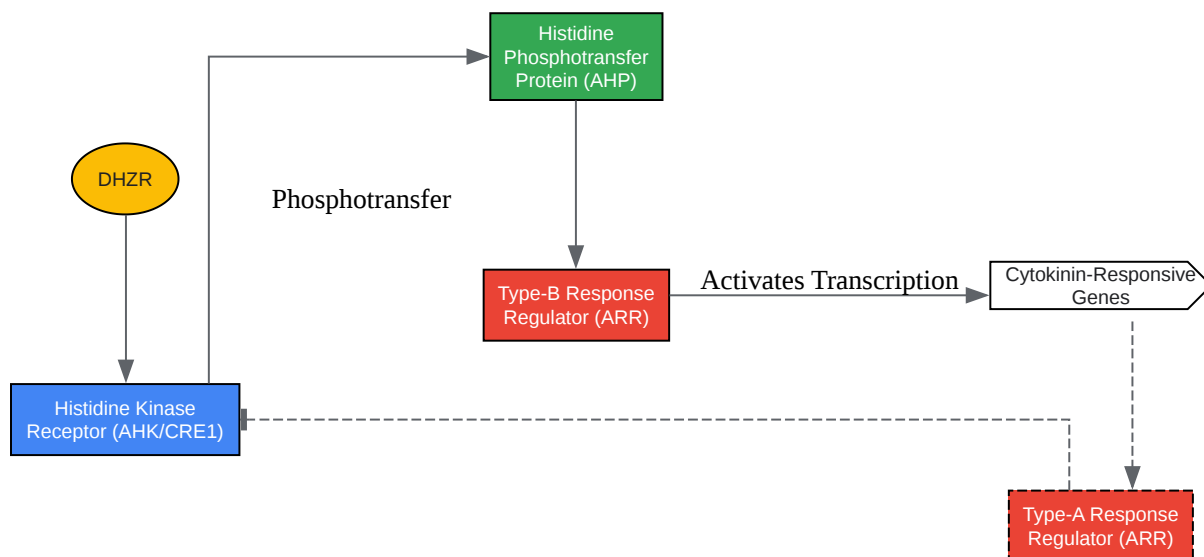 Histidine
Phosphotransfer
Protein (AHP)
DHZR
Phosphotransfer
Type-B Response
Regulator (ARR)
Activates Transcription
Cytokinin-Responsive
Genes
Histidine Kinase
Receptor (AHK/CRE1)
Type-A Response
Regulator (ARR)